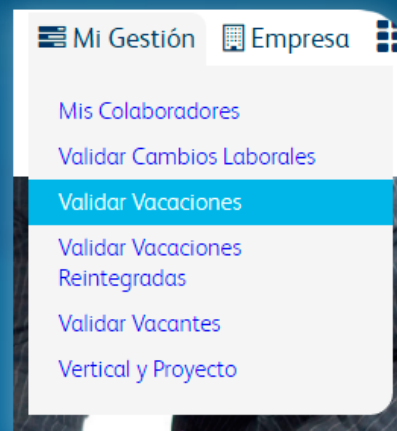 Mi Gestión Empresa
Mis Colaboradores
Validar Cambios Laborales
Validar Vacaciones
Validar Vacaciones
Reintegradas
Validar Vacantes
Vertical y Proyecto